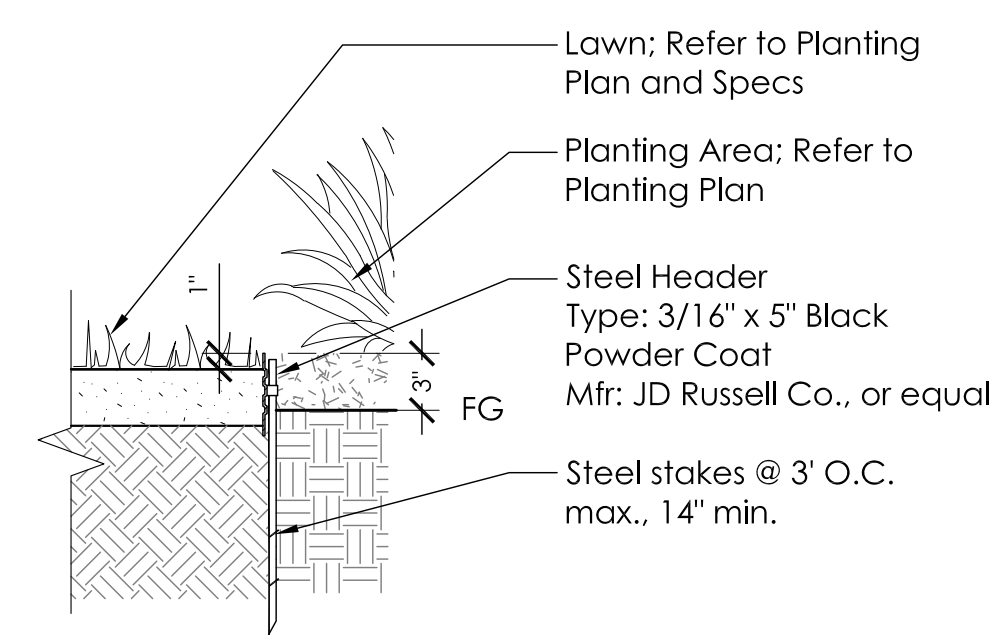 Lawn; Refer to Planting
Plan and Specs
Planting Area; Refer to
Planting Plan
1"
Steel Header
Type: 3/16" x 5" Black
Powder Coat
Mfr: JD Russell Co., or equal
3"
FG
Steel stakes @ 3' O.C.
max., 14" min.